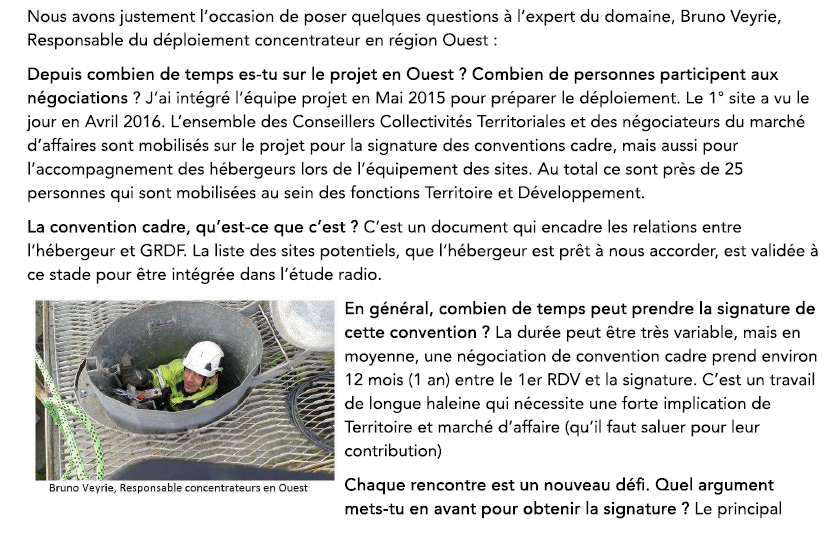 Nous avons justement l’occasion de poser quelques questions à l’expert du domaine, Bruno Veyrie,
Responsable du déploiement concentrateur en région Ouest :
Depuis combien de temps es-tu sur le projet en Ouest ? Combien de personnes participent aux
négociations ? J’ai intégré l’équipe projet en Mai 2015 pour préparer le déploiement. Le 1° site a vu le
jour en Avril 2016. L’ensemble des Conseillers Collectivités Territoriales et des négociateurs du marché
d’affaires sont mobilisés sur le projet pour la signature des conventions cadre, mais aussi pour
l’accompagnement des hébergeurs lors de l’équipement des sites. Au total ce sont près de 25
personnes qui sont mobilisées au sein des fonctions Territoire et Développement.
La convention cadre, qu’est-ce que c’est ? C’est un document qui encadre les relations entre
l’hébergeur et GRDF. La liste des sites potentiels, que l’hébergeur est prêt à nous accorder, est validée à
ce stade pour être intégrée dans l’étude radio.
En général, combien de temps peut prendre la signature de
cette convention ? La durée peut être très variable, mais en
moyenne, une négociation de convention cadre prend environ
12 mois (1 an) entre le 1er RDV et la signature. C’est un travail
de longue haleine qui nécessite une forte implication de
Territoire et marché d’affaire (qu’il faut saluer pour leur
contribution)
Bruno Veyrie, Responsable concentrateurs en Ouest
Chaque rencontre est un nouveau défi. Quel argument
mets-tu en avant pour obtenir la signature ? Le principal